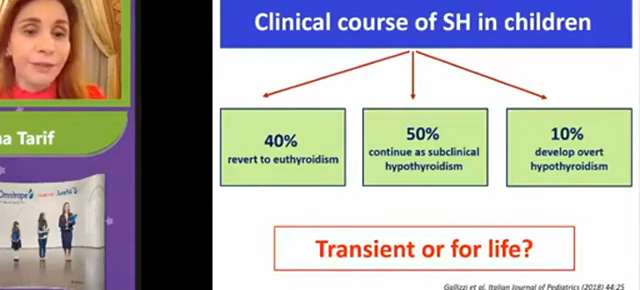 Clinical course of SH in children
40%
revert to euthyroidism
50%
continue as subclinical
hypothyroidism
10%
develop overt
hypothyroidism
Transient or for life?
Gallizzi et al. Italian Journal of Pediatrics (2018) 44:25
a Tarif
Omnitrope